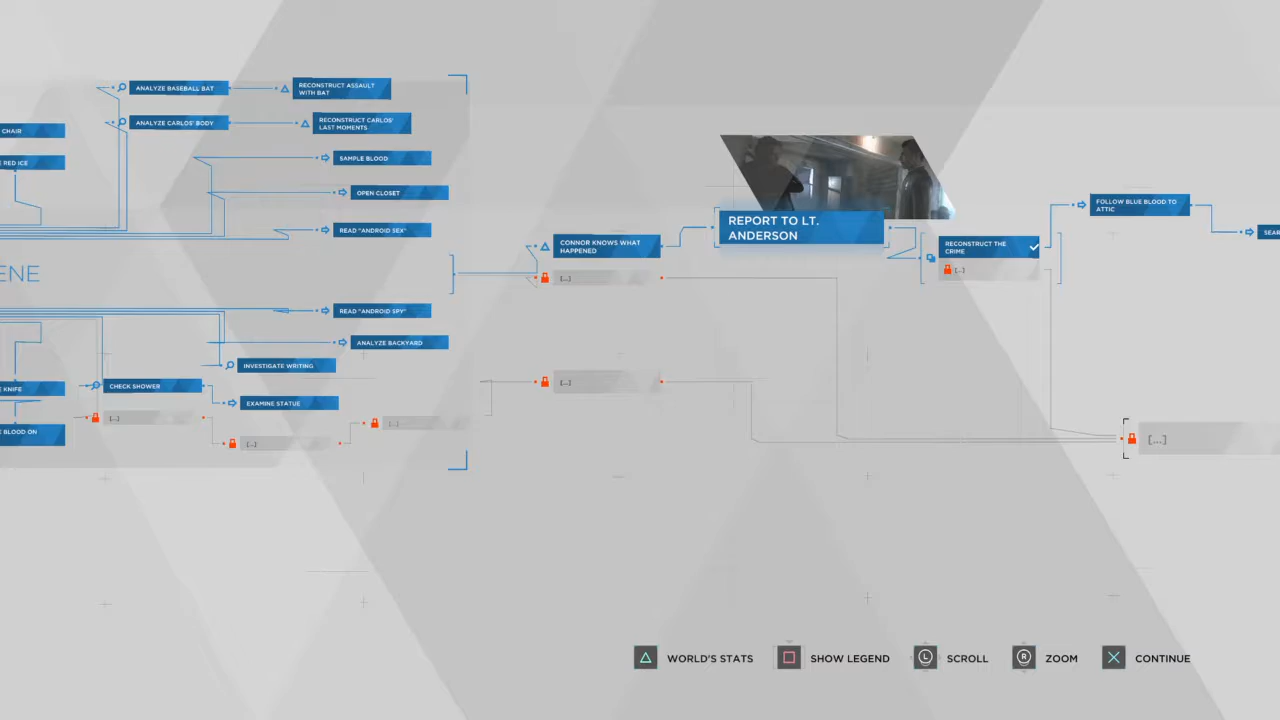 ANALYZE BASEBALL BAT
RECONSTRUCT ASSAULT
WITH BAT
CHAIR
ANALYZE CARLOS' BODY
RECONSTRUCT CARLOS'
LAST MOMENTS
RED ICE
SAMPLE BLOOD
OPEN CLOSET
READ "ANDROID SEX"
CONNOR KNOWS WHAT
HAPPENED
[...]
REPORT TO LT.
ANDERSON
RECONSTRUCT THE
CRIME
[...]
FOLLOW BLUE BLOOD TO
ATTIC
SEAR
ENE
READ "ANDROID SPY"
ANALYZE BACKYARD
INVESTIGATE WRITING
KNIFE
CHECK SHOWER
EXAMINE STATUE
[...]
BLOOD ON
[...]
[...]
[...]
[...]
WORLD'S STATS
SHOW LEGEND
L
SCROLL
R
ZOOM
CONTINUE